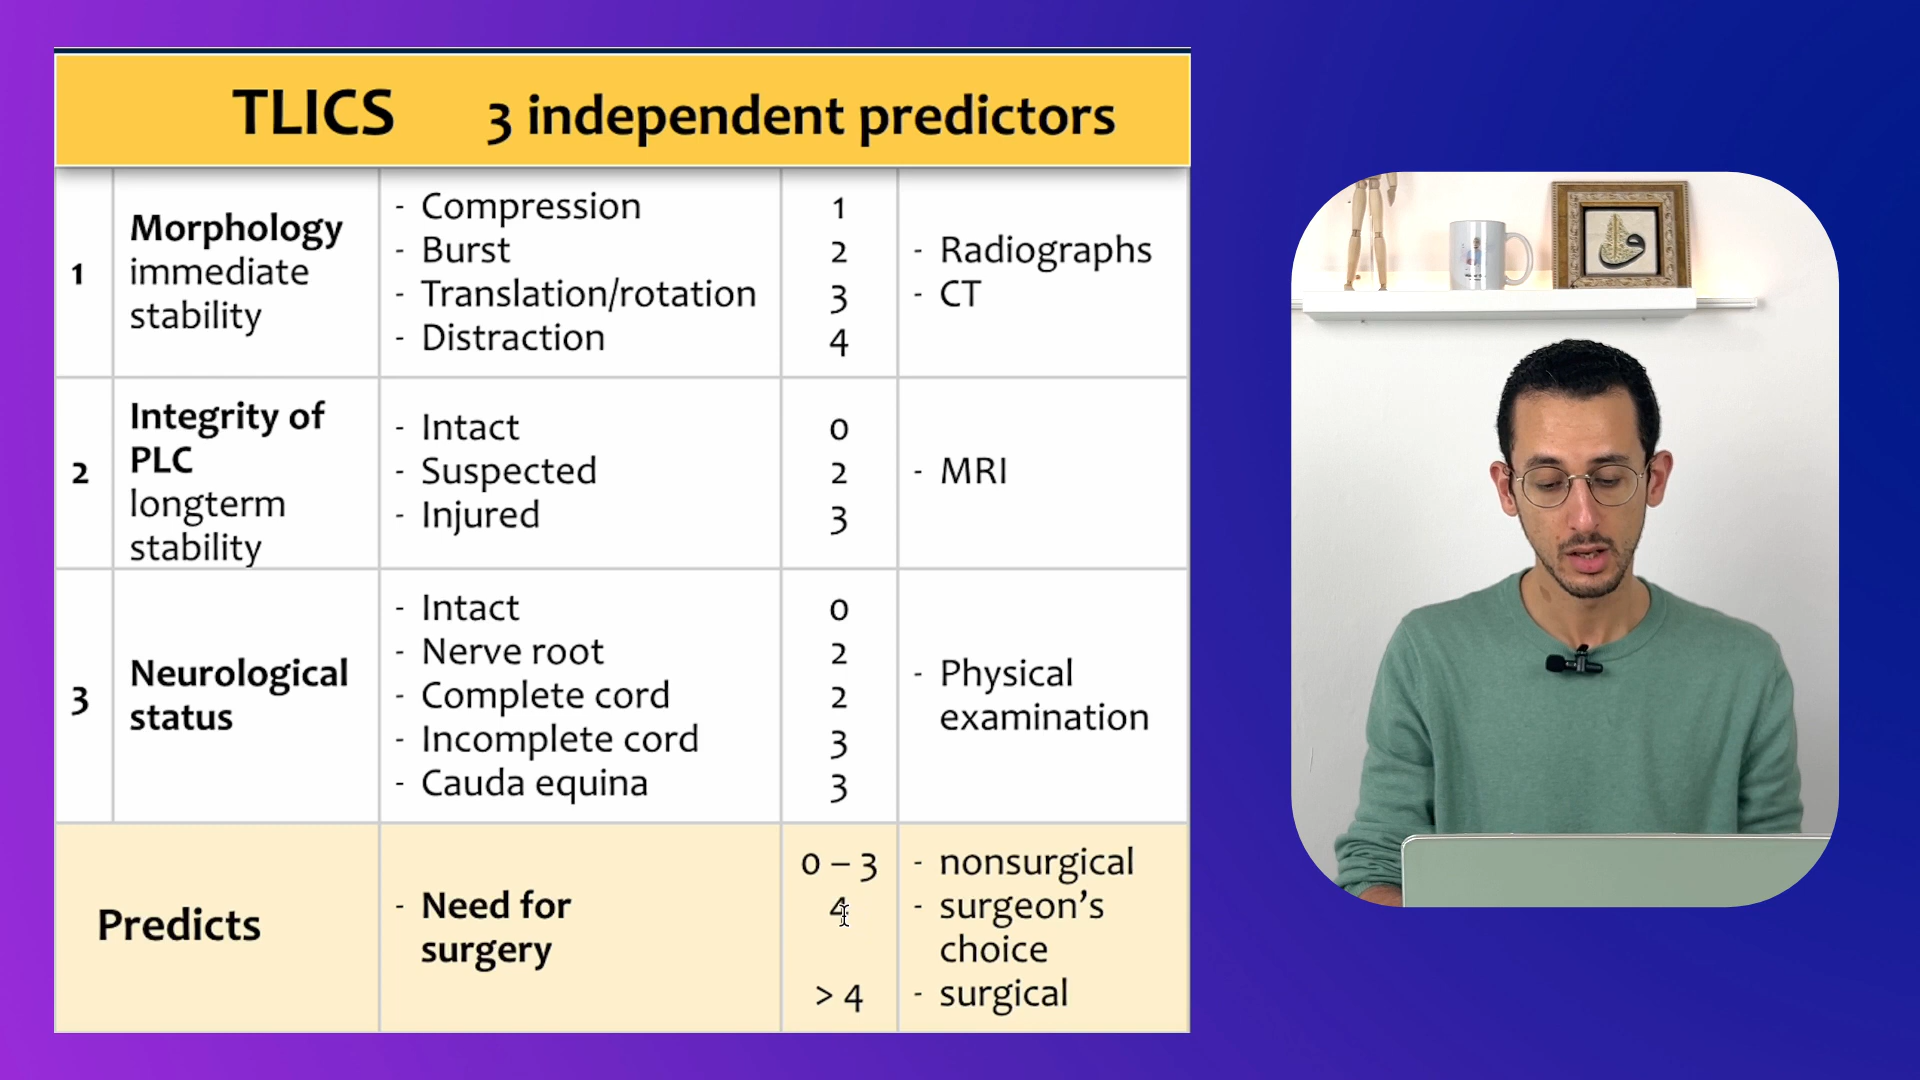 TLICS 3 independent predictors
1
Morphology
immediate
stability
- Compression 1
- Burst 2
- Translation/rotation 3
- Distraction 4
- Radiographs
- CT
2
Integrity of
PLC
longterm
stability
- Intact 0
- Suspected 2
- Injured 3
- MRI
3
Neurological
status
- Intact 0
- Nerve root 2
- Complete cord 2
- Incomplete cord 3
- Cauda equina 3
- Physical
examination
Predicts
- Need for
surgery
0 – 3 - nonsurgical
4 - surgeon's
choice
> 4 - surgical
و